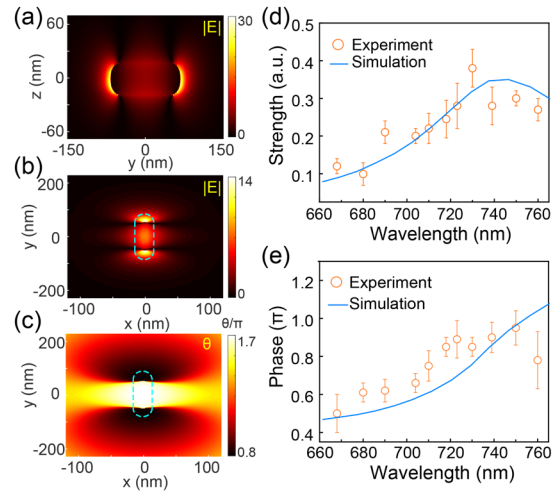 (a)
|E|
30
0
60
0
-60
z (nm)
-150
0
150
y (nm)
(b)
|E|
14
0
200
0
-200
y (nm)
-100
0
100
x (nm)
(c)
θ
θ/π
1.7
0.8
200
0
-200
y (nm)
-100
0
100
x (nm)
(d)
Experiment
Simulation
0.5
0.4
0.3
0.2
0.1
Strength (a.u.)
660 680 700 720 740 760
Wavelength (nm)
(e)
Experiment
Simulation
1.4
1.2
1.0
0.8
0.6
0.4
Phase (π)
660 680 700 720 740 760
Wavelength (nm)